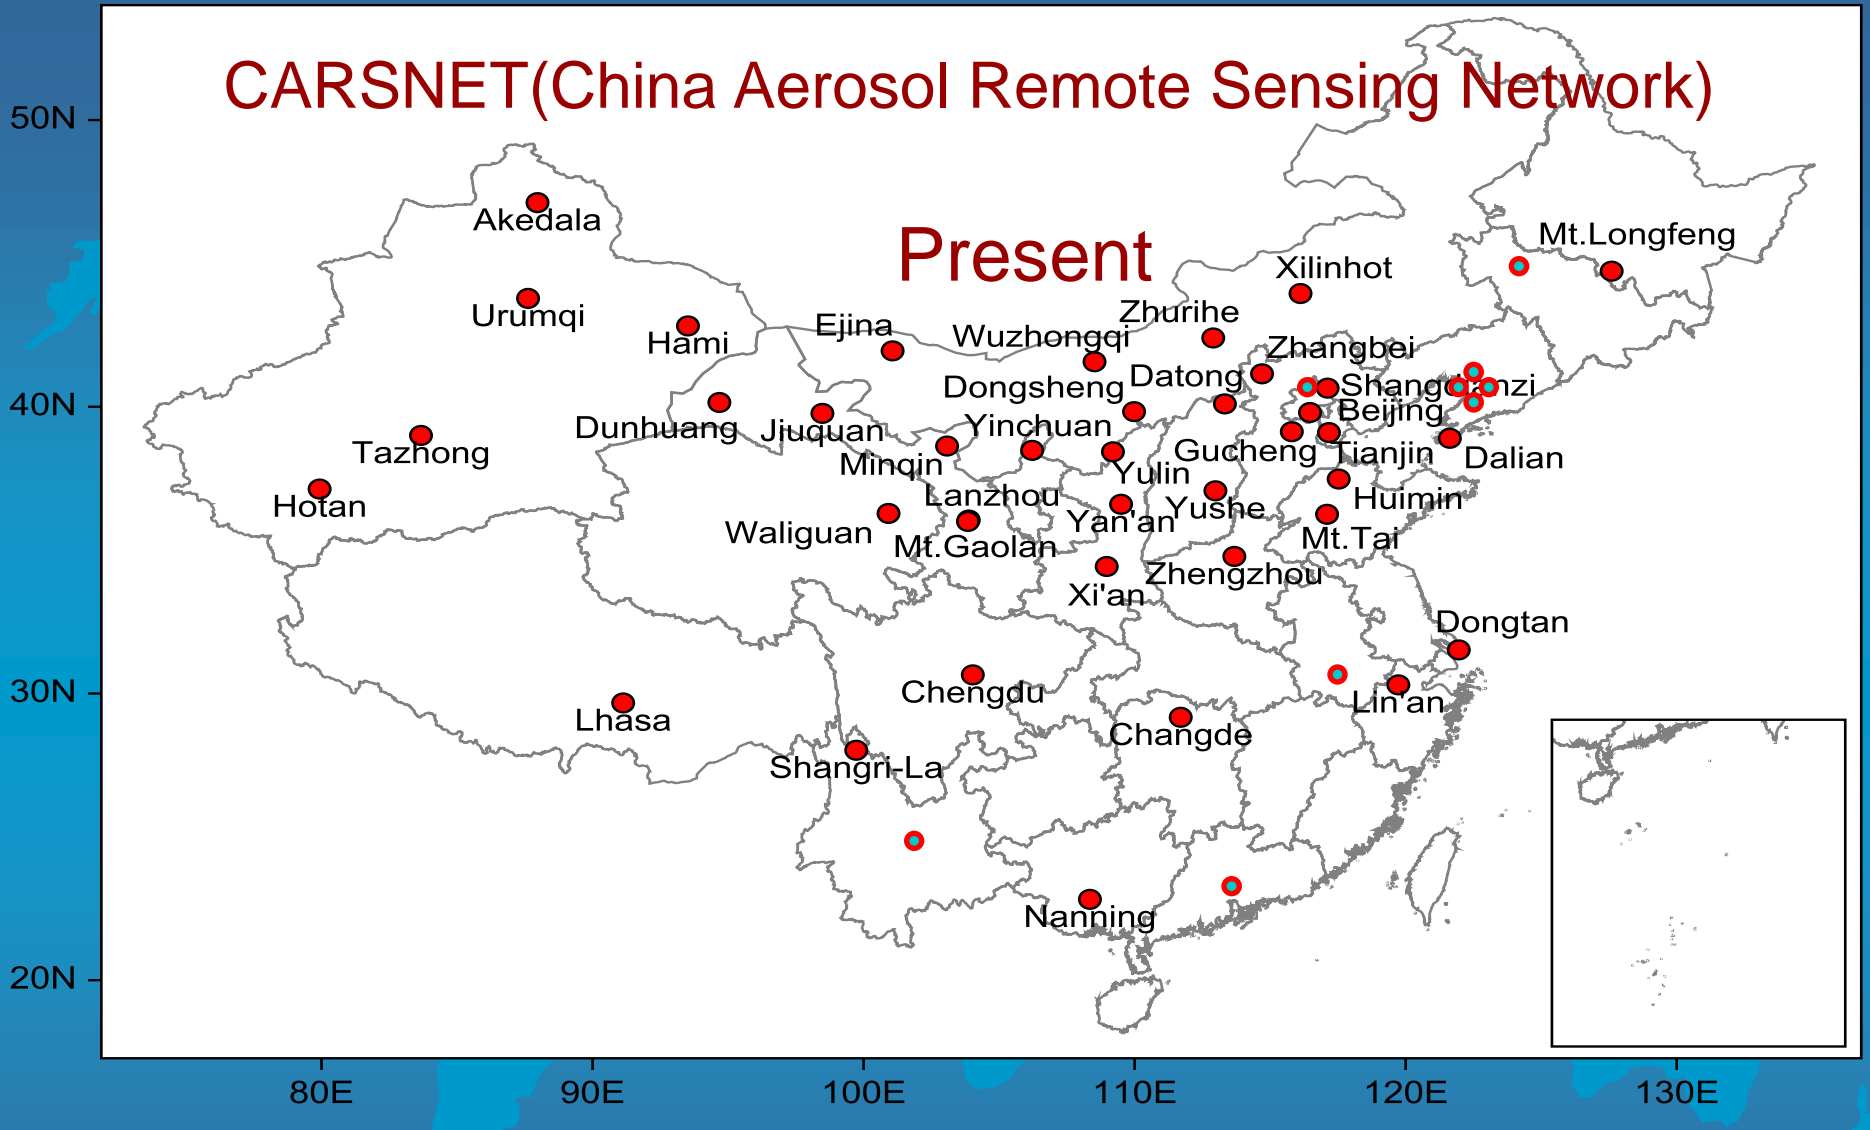 CARSNET(China Aerosol Remote Sensing Network)
50N
Akedala
Present
Mt.Longfeng
Xilinhot
Urumqi
Zhurihe
Ejina
Wuzhongqi
Hami
Zhangbei
Datong
Dongsheng
Shangdianzi
40N
Beijing
Dunhuang
Jiuquan
Yinchuan
Tazhong
Gucheng
Tianjin
Dalian
Minqin
Yulin
Lanzhou
Huimin
Hotan
Yushe
Yan'an
Waliguan
Mt.Gaolan
Mt.Tai
Zhengzhou
Xi'an
Dongtan
30N
Chengdu
Lin'an
Lhasa
Changde
Shangri-La
Nanning
20N
80E
90E
100E
110E
120E
130E